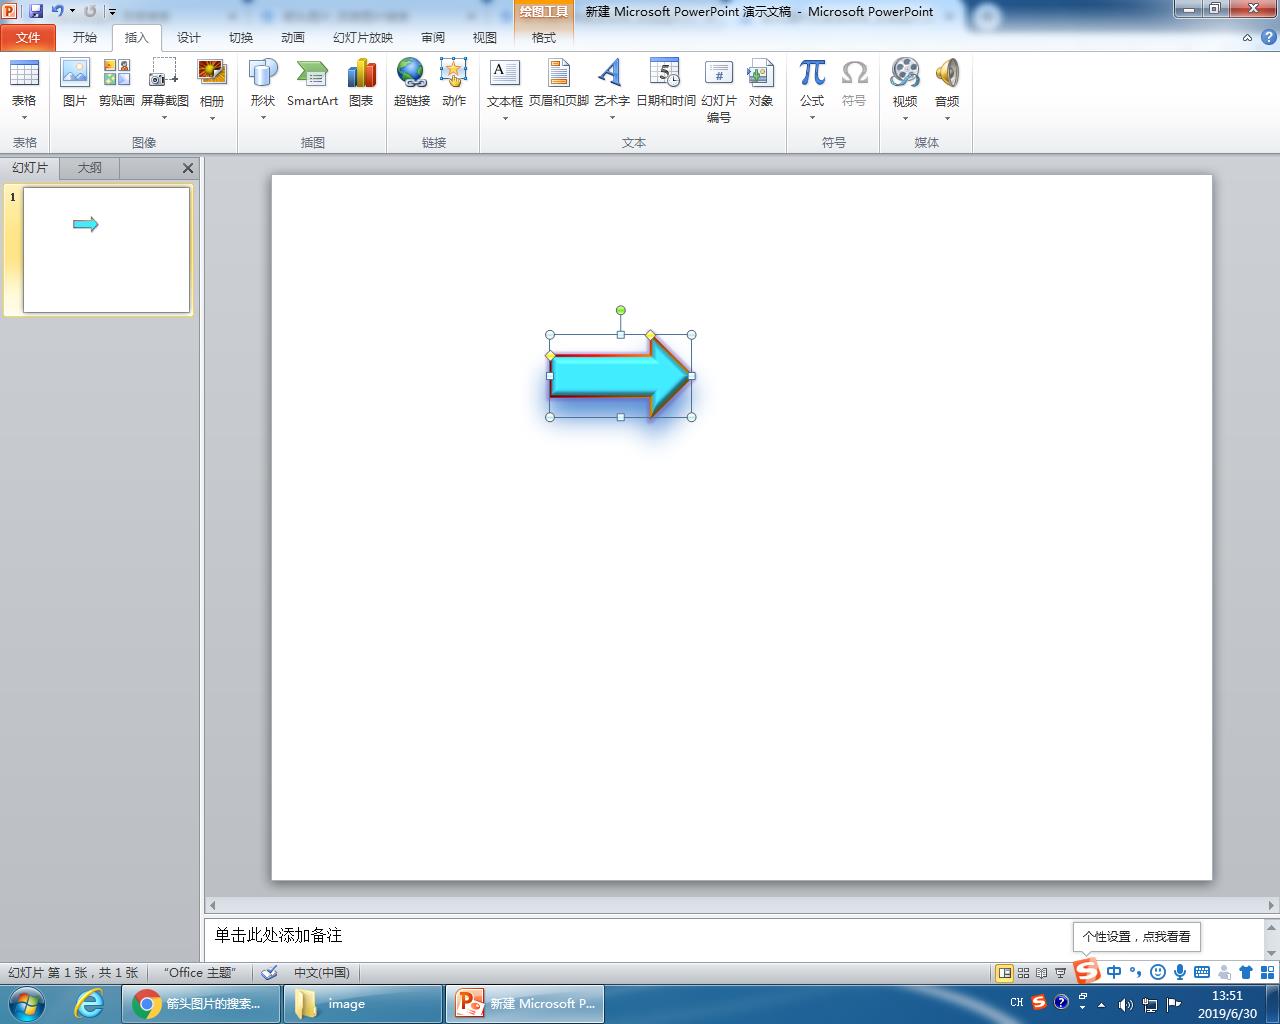 绘图工具
新建 Microsoft PowerPoint 演示文稿 - Microsoft PowerPoint
文件 开始 插入 设计 切换 动画 幻灯片放映 审阅 视图 格式
表格 图片 剪贴画 屏幕截图 相册 形状 SmartArt 图表 超链接 动作 文本框 页眉和页脚 艺术字 日期和时间 幻灯片编号 对象 公式 符号 视频 音频
表格 图像 插图 链接 文本 符号 媒体
幻灯片 大纲
1
单击此处添加备注
个性设置，点我看看
幻灯片 第 1 张，共 1 张 "Office 主题" 中文(中国) 中
箭头图片的搜索... image 新建 Microsoft P... CH 13:51
2019/6/30